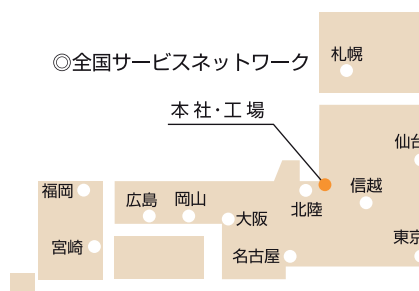 札幌
◎全国サービスネットワーク
本社・工場
仙台
福岡
広島
岡山
信越
北陸
大阪
宮崎
名古屋
東京